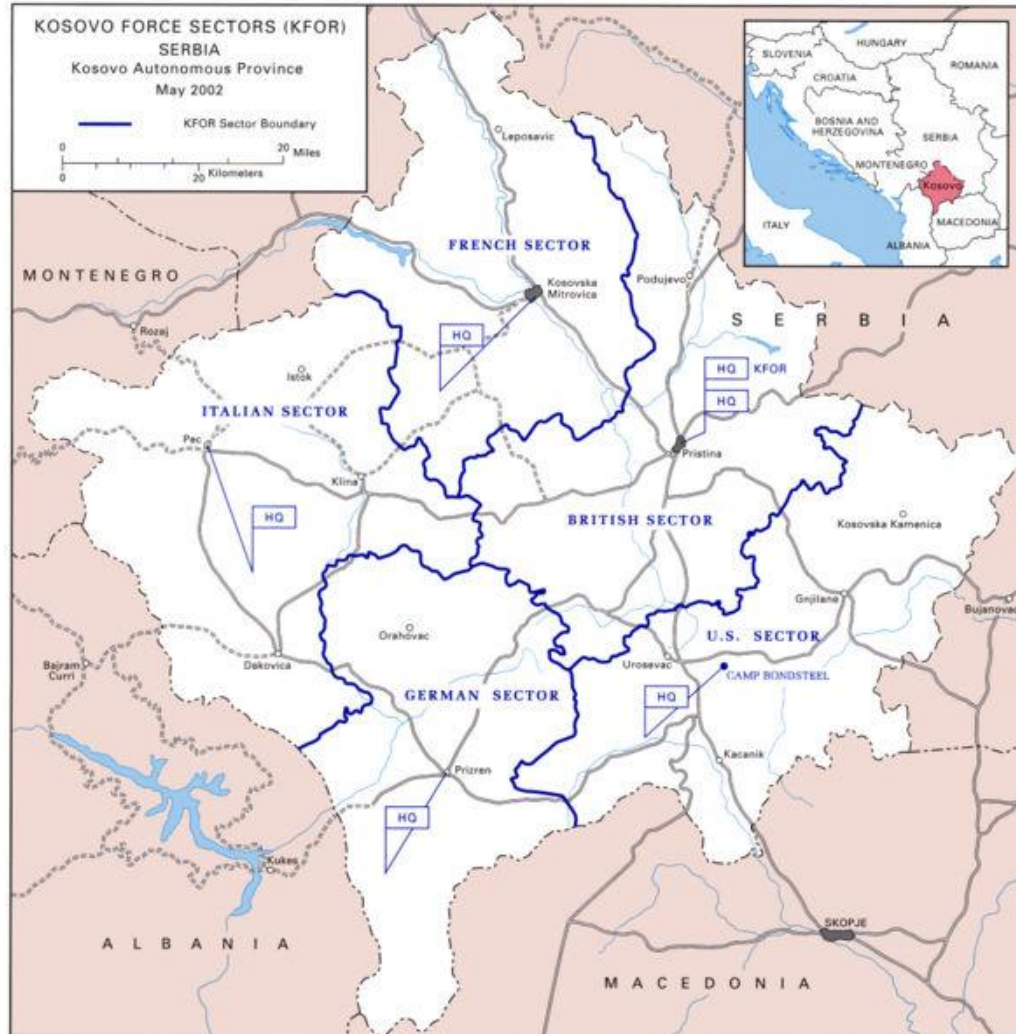 KOSOVO FORCE SECTORS (KFOR)
SERBIA
Kosovo Autonomous Province
May 2002
KFOR Sector Boundary
0 20 Miles
0 20 Kilometers
SLOVENIA
HUNGARY
ROMANIA
CROATIA
BOSNIA AND
HERZEGOVINA
SERBIA
MONTENEGRO
Kosovo
MACEDONIA
ITALY
ALBANIA
Leposavic
FRENCH SECTOR
MONTENEGRO
Kosovska
Mitrovica
Podujevo
SERBIA
Rozaj
HQ
HQ KFOR
HQ
Istok
ITALIAN SECTOR
Pec
Pristina
Klina
HQ
BRITISH SECTOR
Kosovska Kamenica
Gnjilane
Bujanovac
Orahovac
U.S. SECTOR
Urosevac
Bajram
Curri
Dakovica
CAMP BONDSTEEL
GERMAN SECTOR
HQ
Kacanik
Prizren
HQ
Kukes
SKOPJE
ALBANIA
MACEDONIA